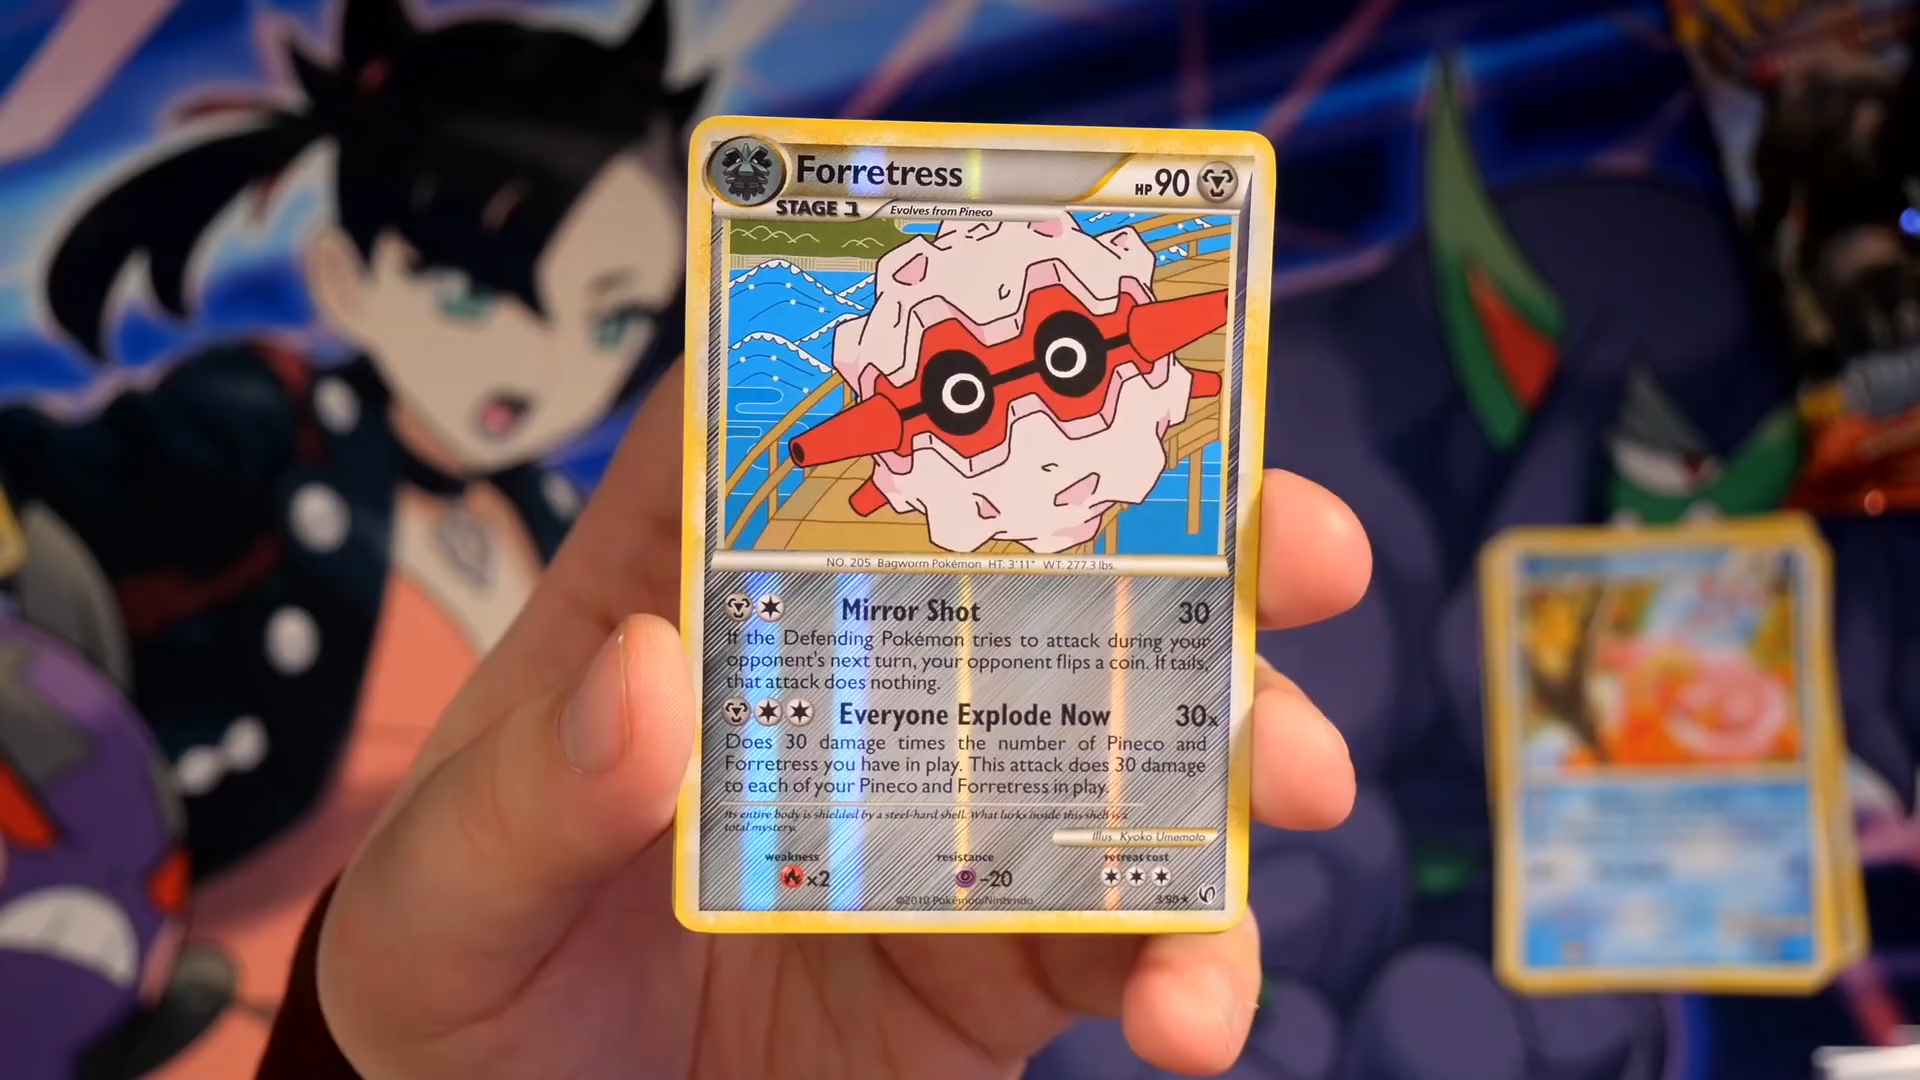 Forretress HP 90
STAGE 1 Evolves from Pineco
NO. 205 Bagworm Pokémon HT: 3'11" WT: 277.3 lbs.
Mirror Shot 30
If the Defending Pokémon tries to attack during your
opponent's next turn, your opponent flips a coin. If tails,
that attack does nothing.
Everyone Explode Now 30x
Does 30 damage times the number of Pineco and
Forretress you have in play. This attack does 30 damage
to each of your Pineco and Forretress in play.
Its entire body is shielded by a steel-hard shell. What lurks inside this shell is a
total mystery.
Illus. Kyoko Umemoto
weakness resistance retreat cost
x2 -20
©2010 Pokémon/Nintendo 3/90